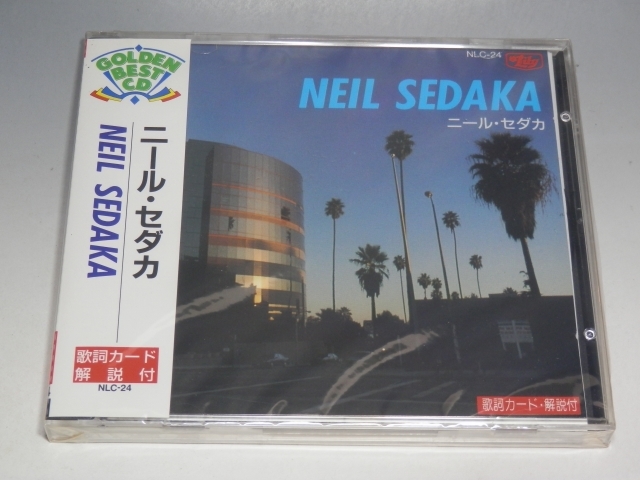 GOLDEN
BEST
CD
ニール・セダカ
NEIL SEDAKA
歌詞カード
解説付
NLC-24
NLC-24
NEIL SEDAKA
ニール・セダカ
歌詞カード・解説付